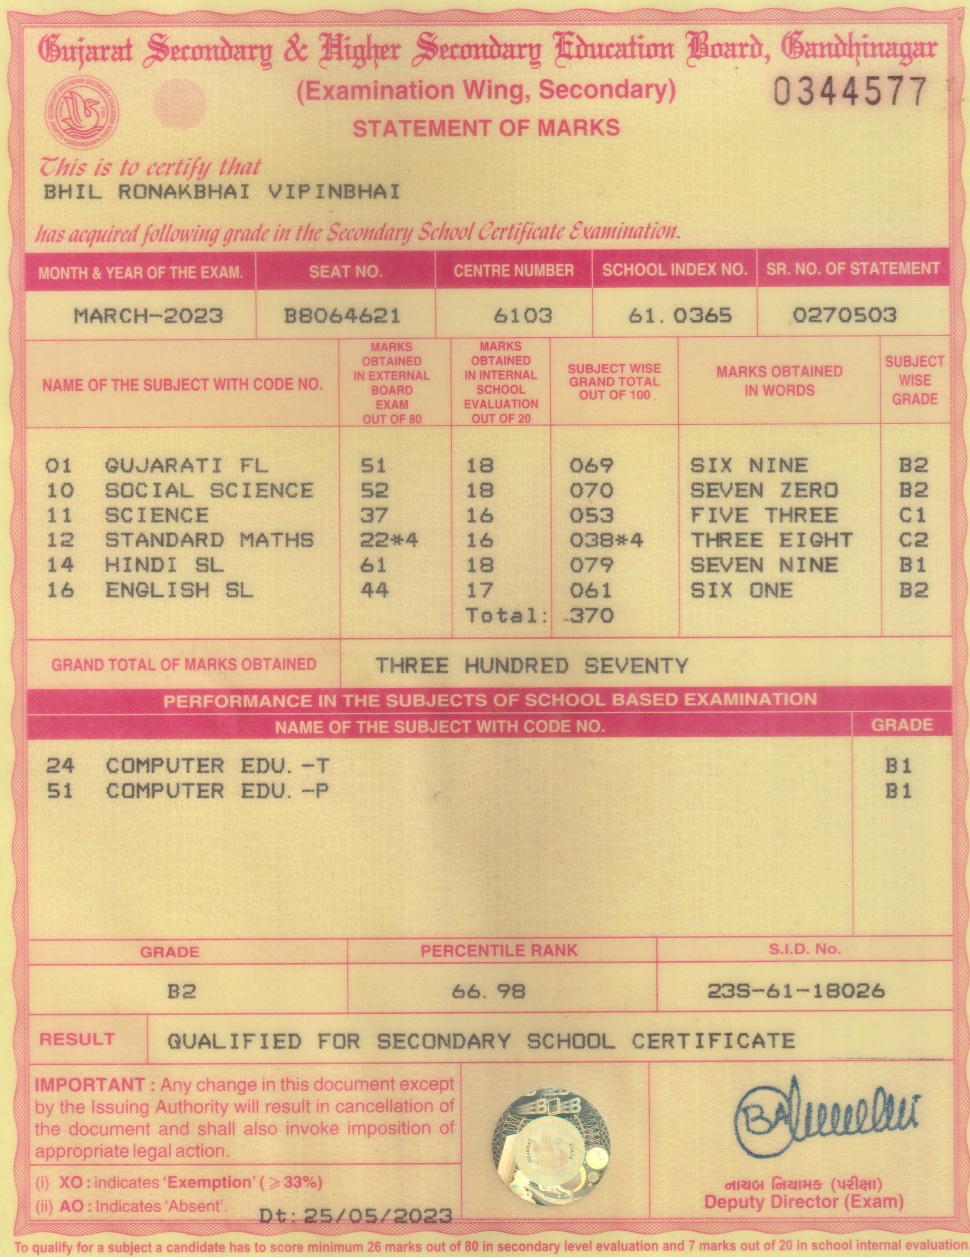 Gujarat Secondary & Higher Secondary Education Board, Gandhinagar
(Examination Wing, Secondary)
0344577
STATEMENT OF MARKS
This is to certify that
BHIL RONAKBHAI VIPINBHAI
has acquired following grade in the Secondary School Certificate Examination.
MONTH & YEAR OF THE EXAM. SEAT NO. CENTRE NUMBER SCHOOL INDEX NO. SR. NO. OF STATEMENT
MARCH-2023 B8064621 6103 61.0365 0270503
NAME OF THE SUBJECT WITH CODE NO. MARKS OBTAINED IN EXTERNAL BOARD EXAM OUT OF 80 MARKS OBTAINED IN INTERNAL SCHOOL EVALUATION OUT OF 20 SUBJECT WISE GRAND TOTAL OUT OF 100 MARKS OBTAINED IN WORDS SUBJECT WISE GRADE
01 GUJARATI FL 51 18 069 SIX NINE B2
10 SOCIAL SCIENCE 52 18 070 SEVEN ZERO B2
11 SCIENCE 37 16 053 FIVE THREE C1
12 STANDARD MATHS 22*4 16 038*4 THREE EIGHT C2
14 HINDI SL 61 18 079 SEVEN NINE B1
16 ENGLISH SL 44 17 061 SIX ONE B2
Total: 370
GRAND TOTAL OF MARKS OBTAINED THREE HUNDRED SEVENTY
PERFORMANCE IN THE SUBJECTS OF SCHOOL BASED EXAMINATION
NAME OF THE SUBJECT WITH CODE NO. GRADE
24 COMPUTER EDU.-T B1
51 COMPUTER EDU.-P B1
GRADE PERCENTILE RANK S.I.D. No.
B2 66.98 23S-61-18026
RESULT QUALIFIED FOR SECONDARY SCHOOL CERTIFICATE
IMPORTANT : Any change in this document except
by the Issuing Authority will result in cancellation of
the document and shall also invoke imposition of
appropriate legal action.
(i) XO : indicates 'Exemption' (⩾ 33%)
(ii) AO : Indicates 'Absent'.
Dt: 25/05/2023
નાયબ નિયામક (પરીક્ષા)
Deputy Director (Exam)
To qualify for a subject a candidate has to score minimum 26 marks out of 80 in secondary level evaluation and 7 marks out of 20 in school internal evaluation